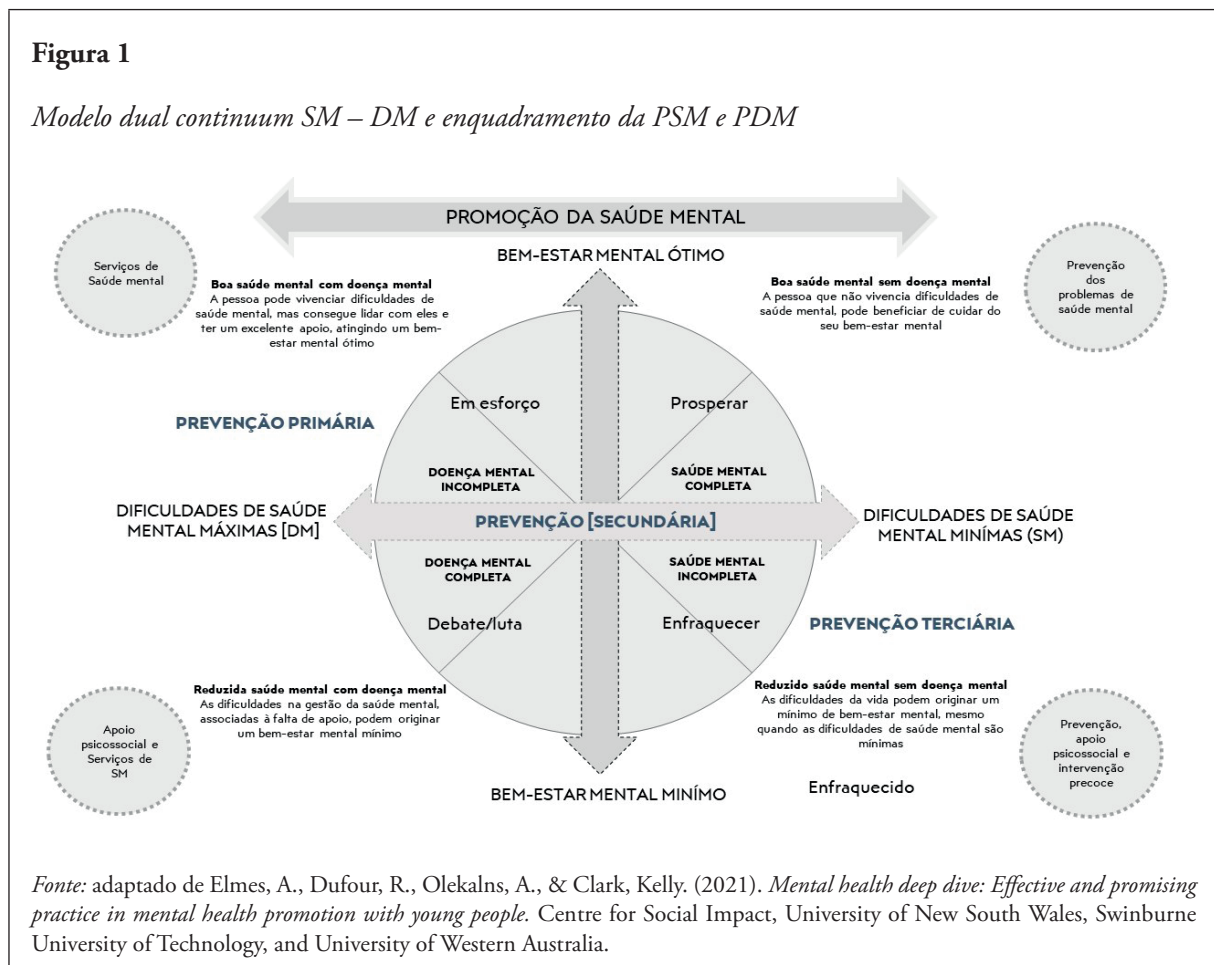 Figura 1
Modelo dual continuum SM – DM e enquadramento da PSM e PDM
PROMOÇÃO DA SAÚDE MENTAL
BEM-ESTAR MENTAL ÓTIMO
Serviços de
Saúde mental
Boa saúde mental com doença mental
A pessoa pode vivenciar dificuldades de
saúde mental, mas consegue lidar com eles e
ter um excelente apoio, atingindo um bem-
estar mental ótimo
Boa saúde mental sem doença mental
A pessoa que não vivencia dificuldades de
saúde mental, pode beneficiar de cuidar do
seu bem-estar mental
Prevenção
dos
problemas de
saúde mental
Em esforço
Prosperar
PREVENÇÃO PRIMÁRIA
DOENÇA MENTAL
INCOMPLETA
SAÚDE MENTAL
COMPLETA
DIFICULDADES DE SAÚDE
MENTAL MÁXIMAS [DM]
PREVENÇÃO [SECUNDÁRIA]
DIFICULDADES DE SAÚDE
MENTAL MINÍMAS (SM)
DOENÇA MENTAL
COMPLETA
SAÚDE MENTAL
INCOMPLETA
Debate/luta
Enfraquecer
PREVENÇÃO TERCIÁRIA
Reduzida saúde mental com doença mental
As dificuldades na gestão da saúde mental,
associadas à falta de apoio, podem originar
um bem-estar mental mínimo
Reduzido saúde mental sem doença mental
As dificuldades da vida podem originar um
mínimo de bem-estar mental, mesmo
quando as dificuldades de saúde mental são
mínimas
Apoio
psicossocial e
Serviços de
SM
Prevenção,
apoio
psicossocial e
intervenção
precoce
BEM-ESTAR MENTAL MINÍMO
Enfraquecido
Fonte: adaptado de Elmes, A., Dufour, R., Olekalns, A., & Clark, Kelly. (2021). Mental health deep dive: Effective and promising
practice in mental health promotion with young people. Centre for Social Impact, University of New South Wales, Swinburne
University of Technology, and University of Western Australia.